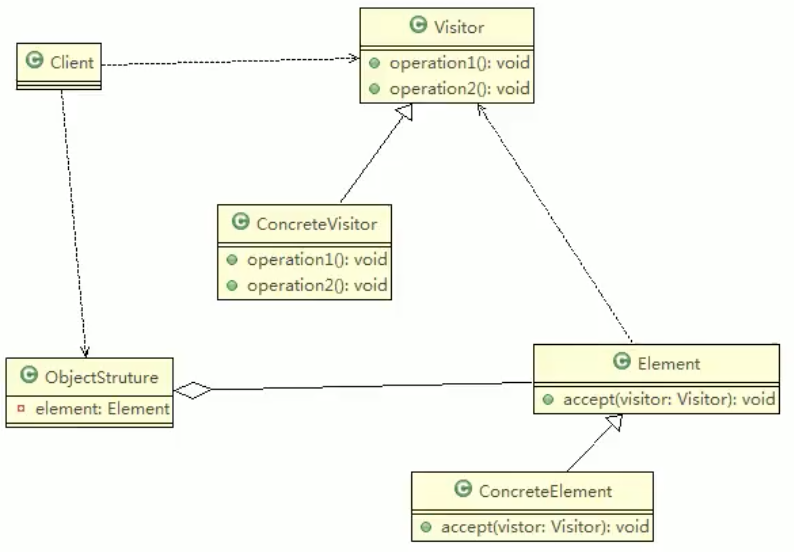 Visitor
operation1(): void
operation2(): void
Client
ConcreteVisitor
operation1(): void
operation2(): void
ObjectStruture
element: Element
Element
accept(visitor: Visitor): void
ConcreteElement
accept(vistor: Visitor): void